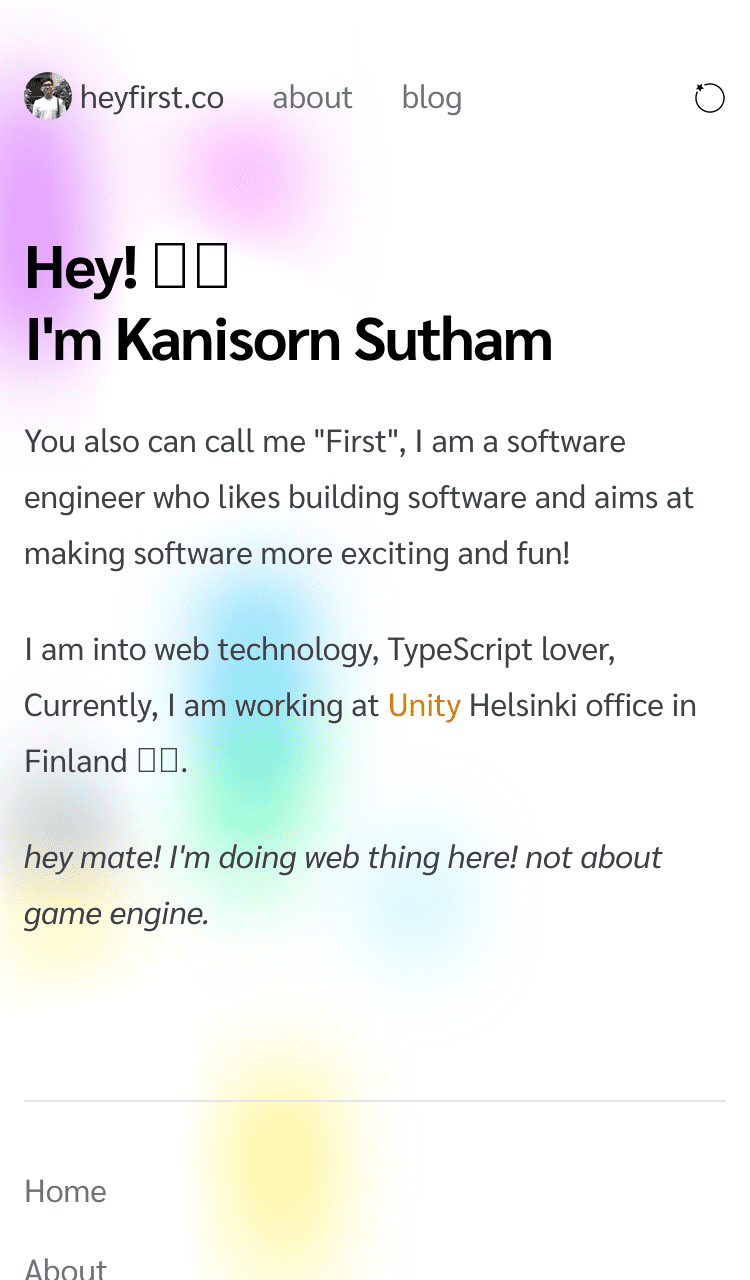 heyfirst.co about blog
Hey! 
I'm Kanisorn Sutham
You also can call me "First", I am a software
engineer who likes building software and aims at
making software more exciting and fun!
I am into web technology, TypeScript lover,
Currently, I am working at Unity Helsinki office in
Finland .
hey mate! I'm doing web thing here! not about
game engine.
Home
About